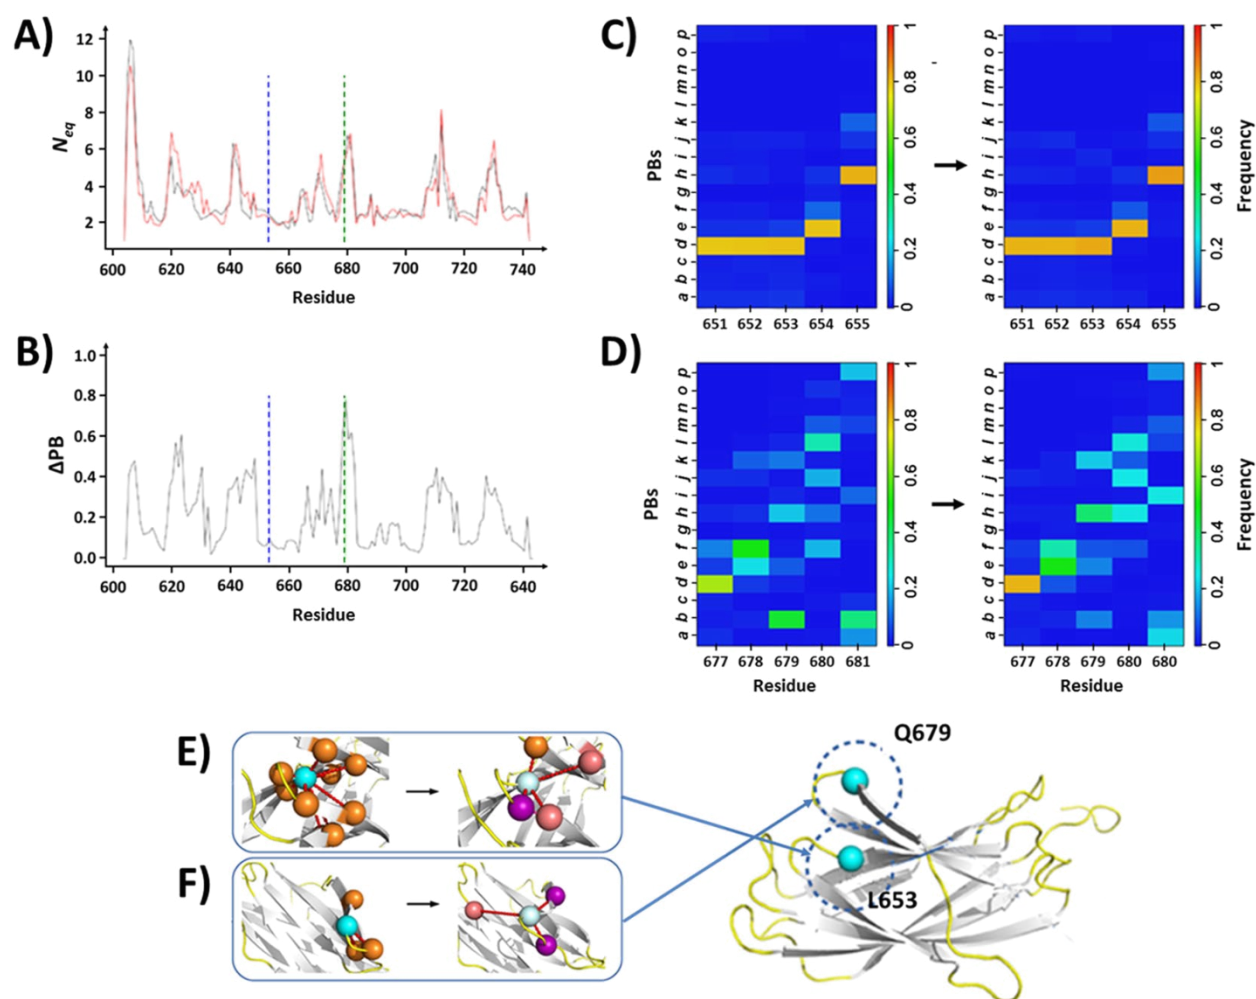 A)
12
10
8
6
4
2
Neq
600 620 640 660 680 700 720 740
Residue
B)
1.0
0.8
0.6
0.4
0.2
0.0
ΔPB
600 620 640 660 680 700 720 640
Residue
C)
PBs
p
o
n
m
l
k
j
i
h
g
f
e
d
c
b
a
651 652 653 654 655
1
0.8
0.6
0.4
0.2
0
651 652 653 654 655
1
0.8
0.6
0.4
0.2
0
Frequency
D)
PBs
p
o
n
m
l
k
j
i
h
g
f
e
d
c
b
a
677 678 679 680 681
Residue
1
0.8
0.6
0.4
0.2
0
p
o
n
m
l
k
j
i
h
g
f
e
d
c
b
a
677 678 679 680 680
Residue
1
0.8
0.6
0.4
0.2
0
Frequency
E)
F)
Q679
L653